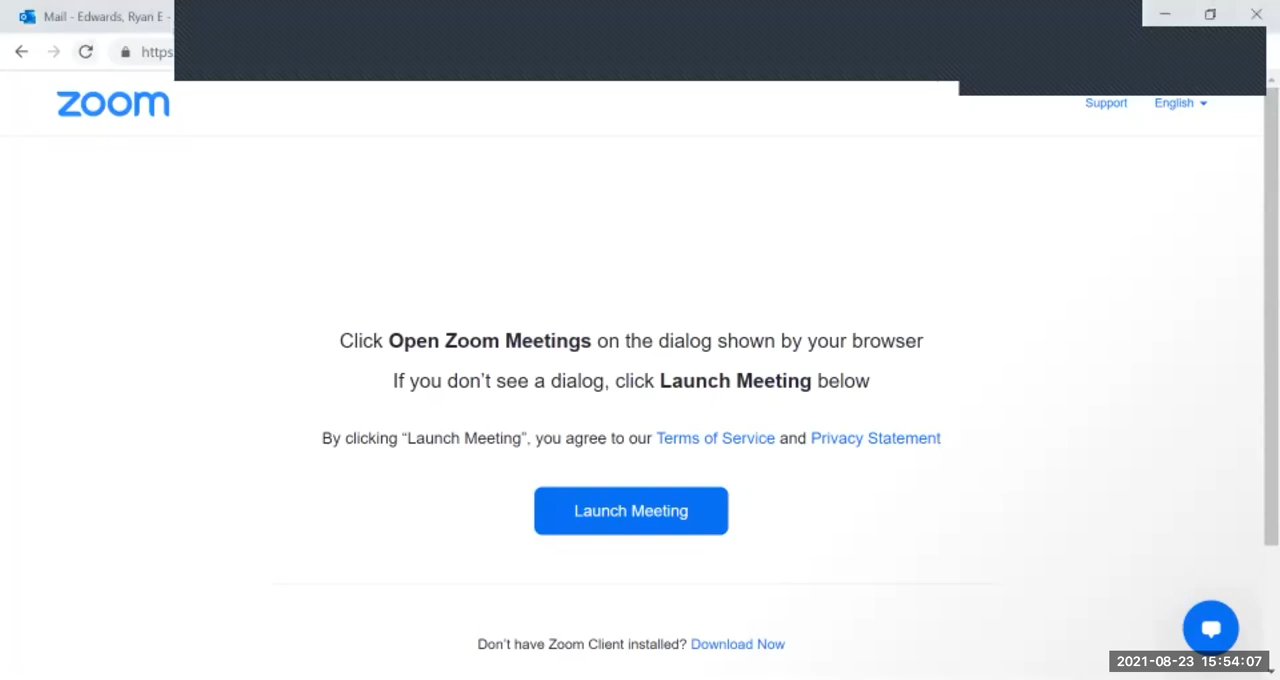 Mail - Edwards, Ryan E -
https
zoom
Support English
Click Open Zoom Meetings on the dialog shown by your browser
If you don’t see a dialog, click Launch Meeting below
By clicking “Launch Meeting”, you agree to our Terms of Service and Privacy Statement
Launch Meeting
Don’t have Zoom Client installed? Download Now
2021-08-23 15:54:07